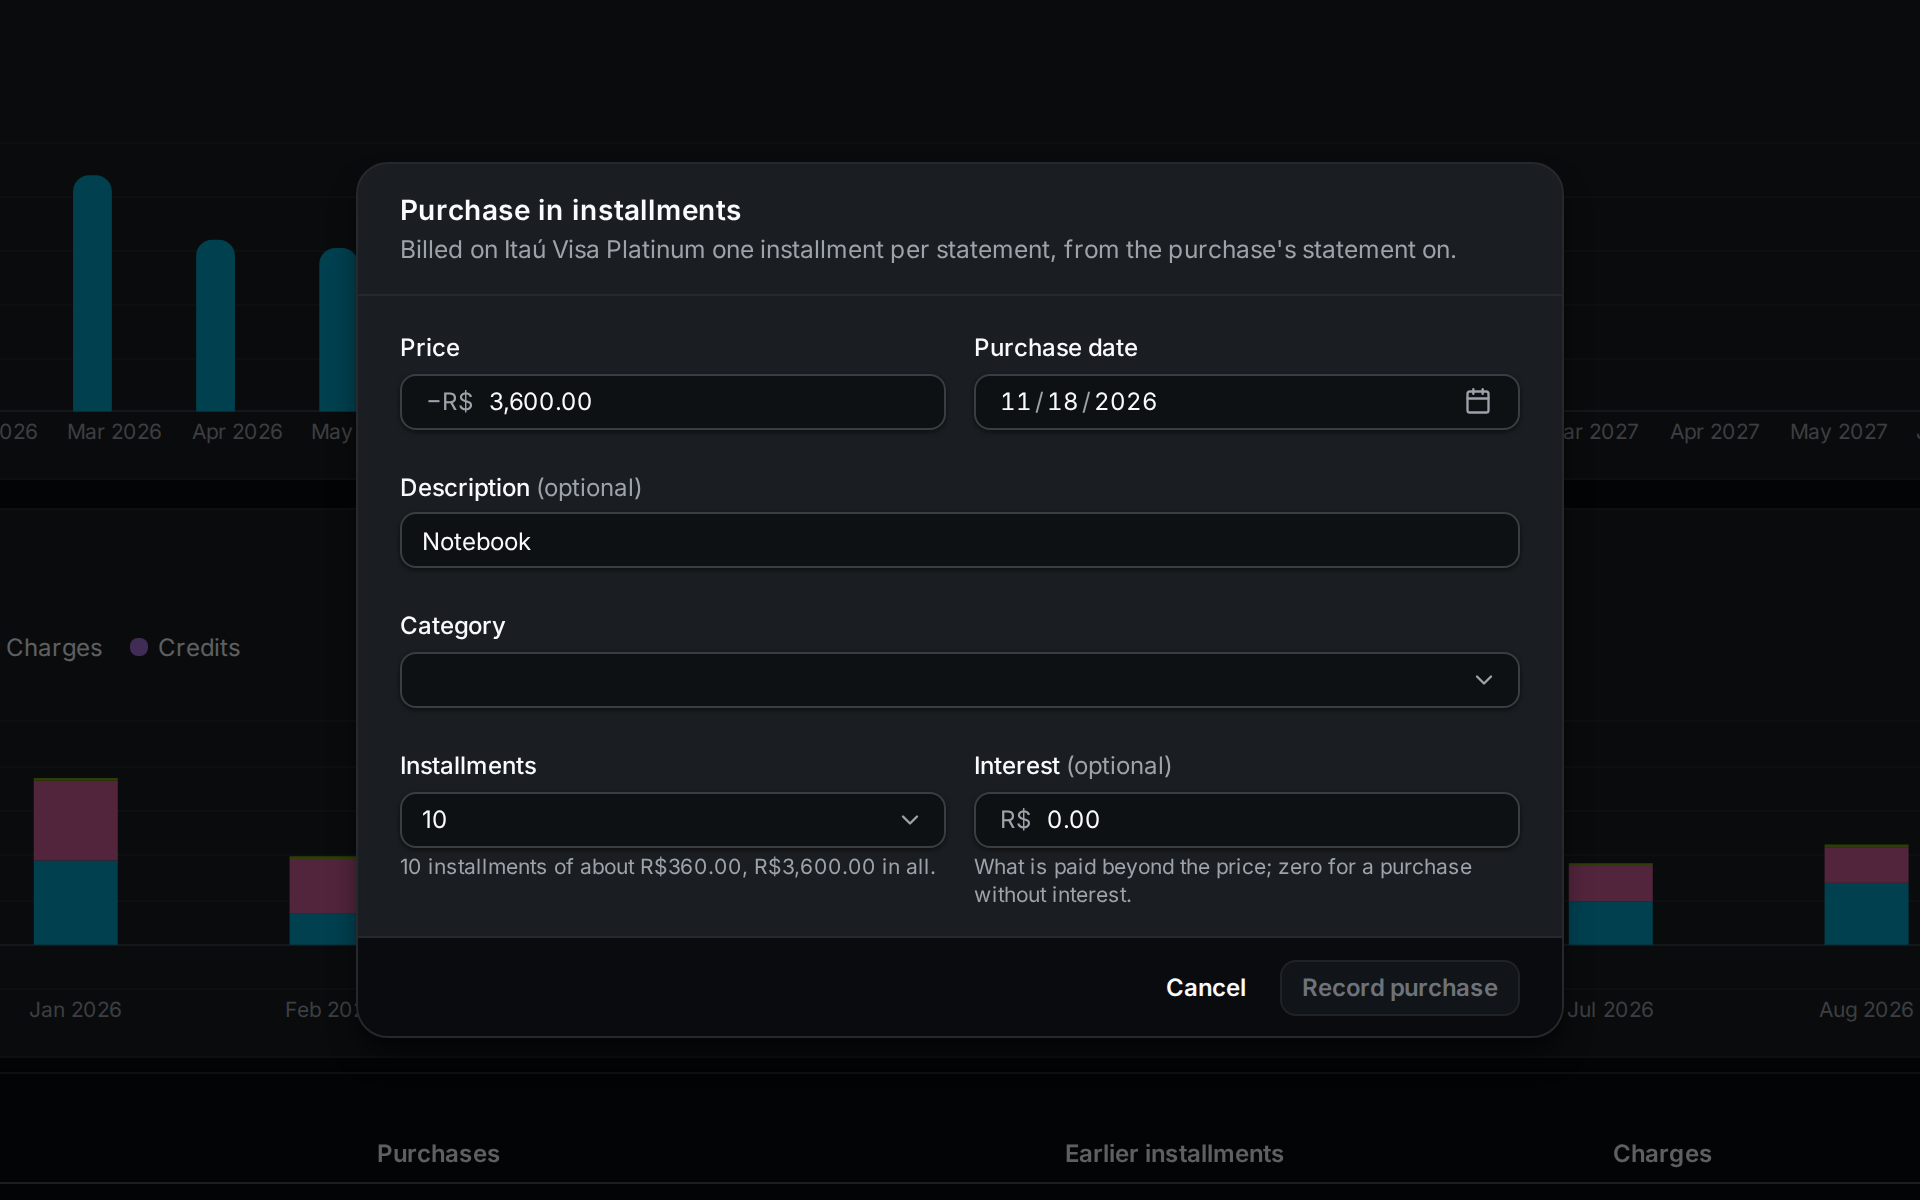 Purchase in installments
Billed on Itaú Visa Platinum one installment per statement, from the purchase's statement on.
Price
Purchase date
−R$ 3,600.00
11/18/2026
026 Mar 2026 Apr 2026 May
ar 2027 Apr 2027 May 2027
Description (optional)
Notebook
Category
Charges Credits
Installments
Interest (optional)
10
R$ 0.00
10 installments of about R$360.00, R$3,600.00 in all.
What is paid beyond the price; zero for a purchase
without interest.
Cancel Record purchase
Jan 2026 Feb 202
Jul 2026 Aug 2026
Purchases Earlier installments Charges